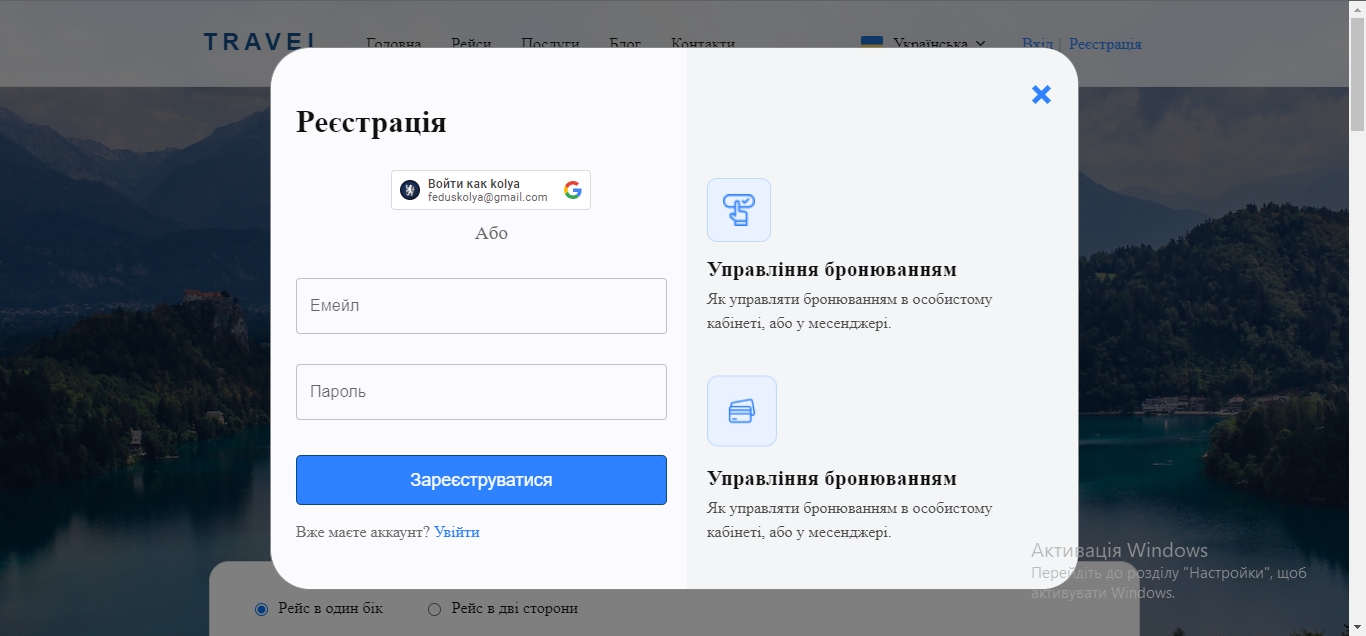 TRAVEL
Головна Рейси Послуги Блог Контакти
Українська
Вхід | Реєстрація
Реєстрація
Войти как kolya
feduskolya@gmail.com
Або
Емейл
Пароль
Зареєструватися
Вже маєте аккаунт? Увійти
Управління бронюванням
Як управляти бронюванням в особистому
кабінеті, або у месенджері.
Управління бронюванням
Як управляти бронюванням в особистому
кабінеті, або у месенджері.
Рейс в один бік
Рейс в дві сторони
Активація Windows
Перейдіть до розділу "Настройки", щоб
активувати Windows.